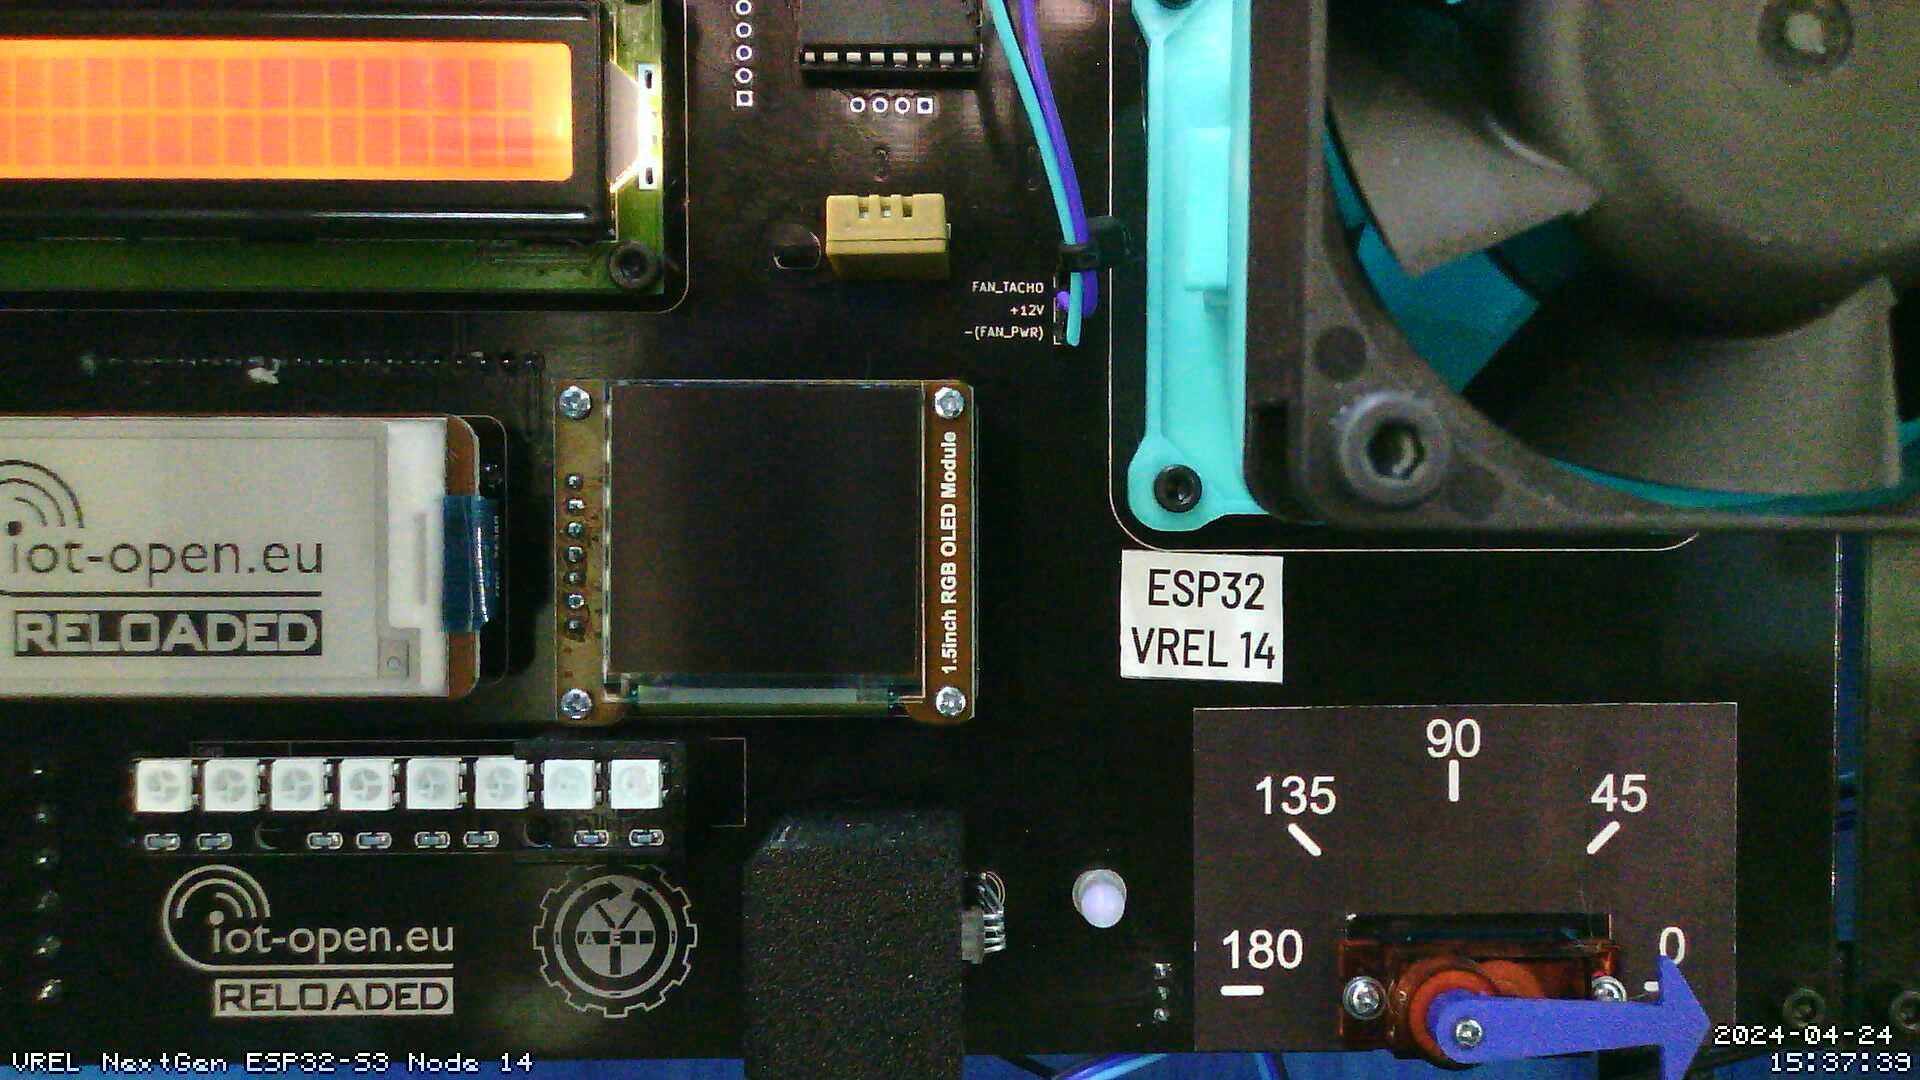 FAN_TACHO
+12V
-(FAN_PWR)
iot-open.eu
RELOADED
1.5inch RGB OLED Module
ESP32
VREL 14
90
135
45
180
0
iot-open.eu
RELOADED
VREL NextGen ESP32-S3 Node 14
2024-04-24
15:37:39